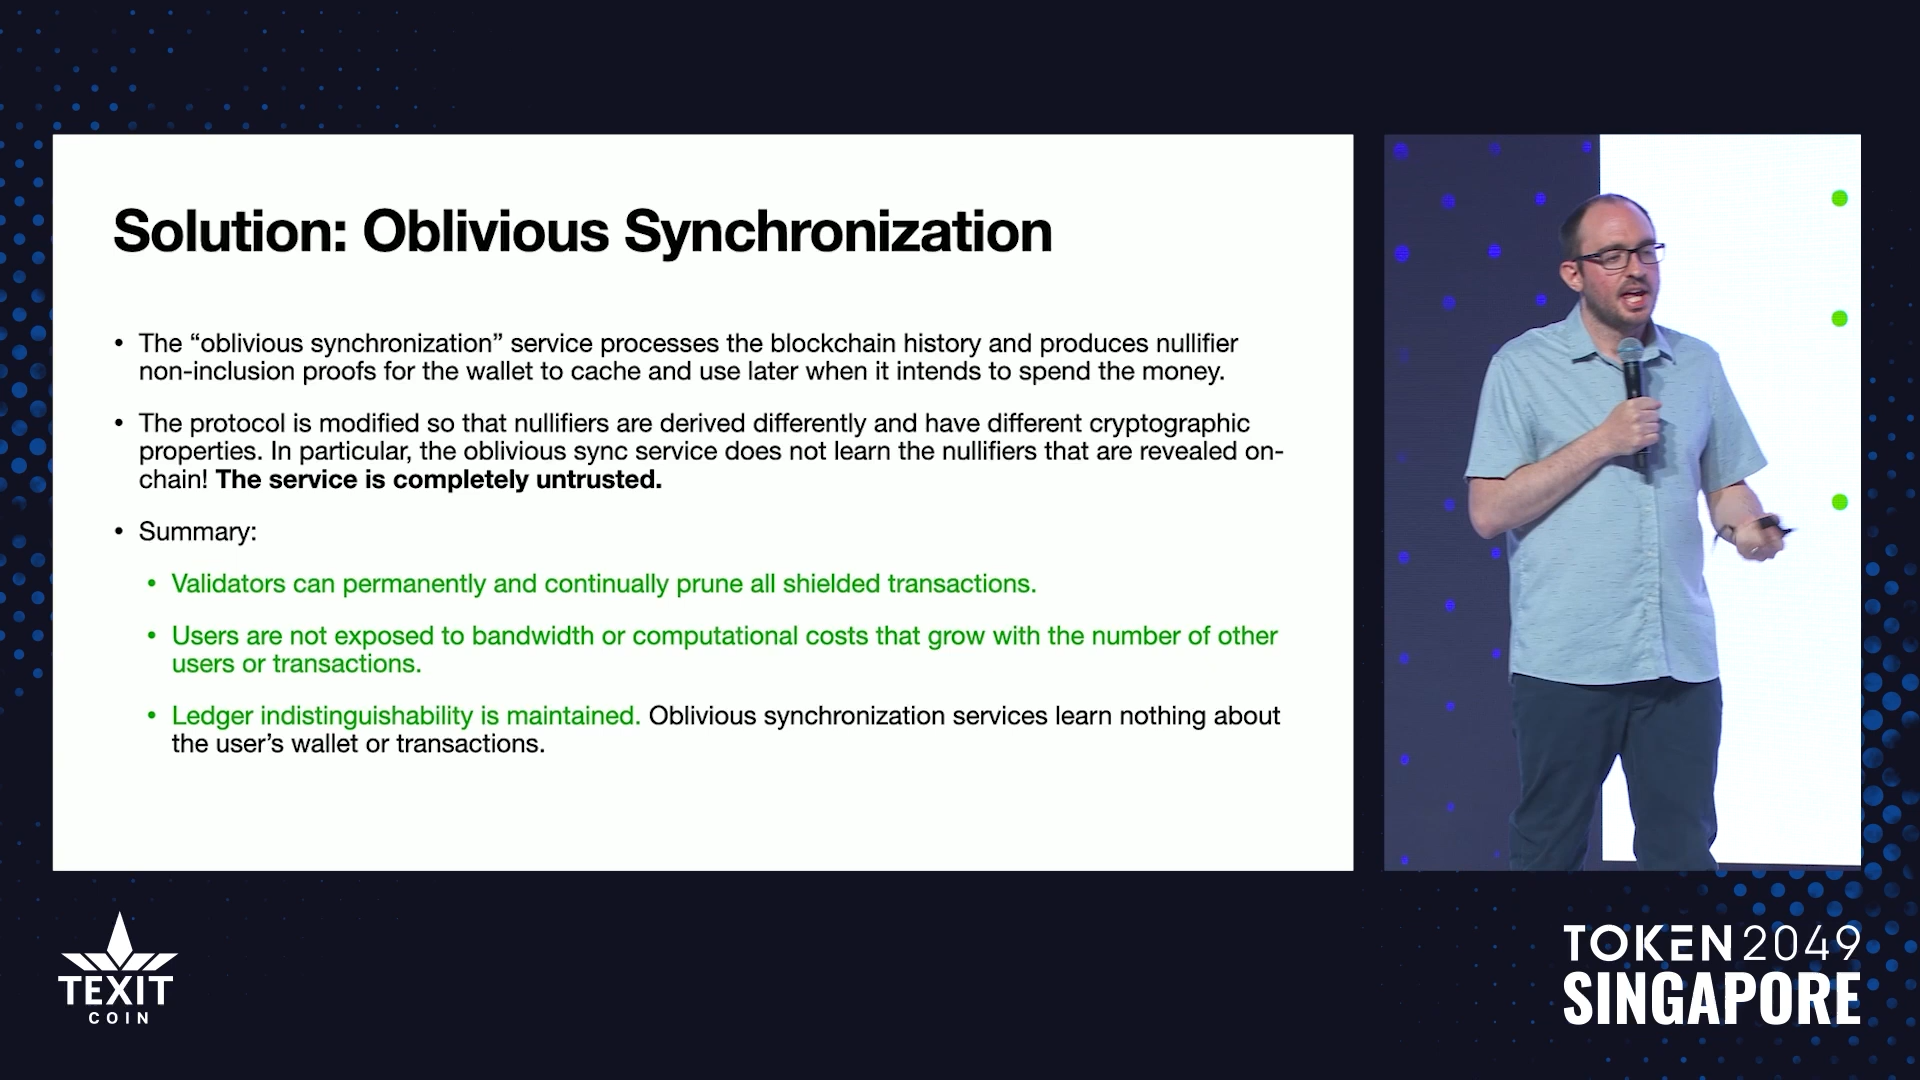 Solution: Oblivious Synchronization
• The “oblivious synchronization” service processes the blockchain history and produces nullifier
non-inclusion proofs for the wallet to cache and use later when it intends to spend the money.
• The protocol is modified so that nullifiers are derived differently and have different cryptographic
properties. In particular, the oblivious sync service does not learn the nullifiers that are revealed on-
chain! The service is completely untrusted.
• Summary:
• Validators can permanently and continually prune all shielded transactions.
• Users are not exposed to bandwidth or computational costs that grow with the number of other
users or transactions.
• Ledger indistinguishability is maintained. Oblivious synchronization services learn nothing about
the user’s wallet or transactions.
TEXIT
COIN
TOKEN2049
SINGAPORE